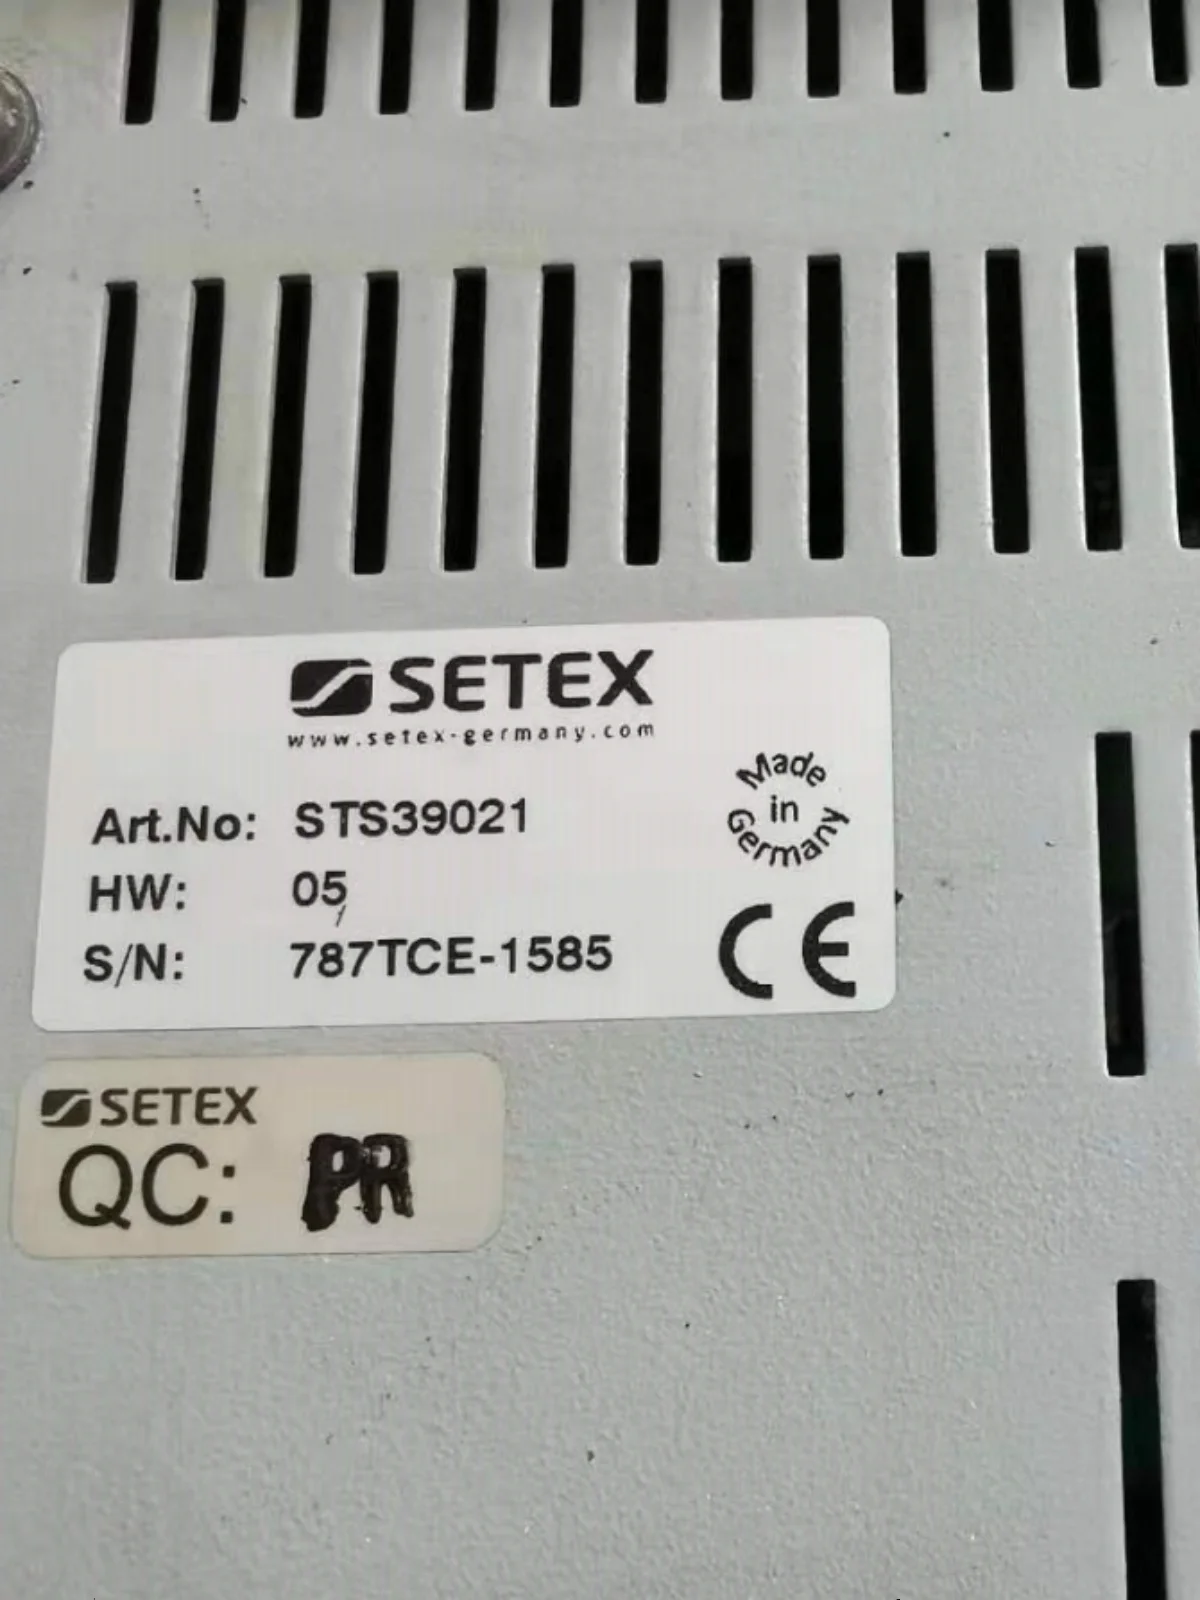 SETEX
www.setex-germany.com
Made
in
Germany
Art.No: STS39021
HW: 05
S/N: 787TCE-1585
CE
SETEX
QC: PR